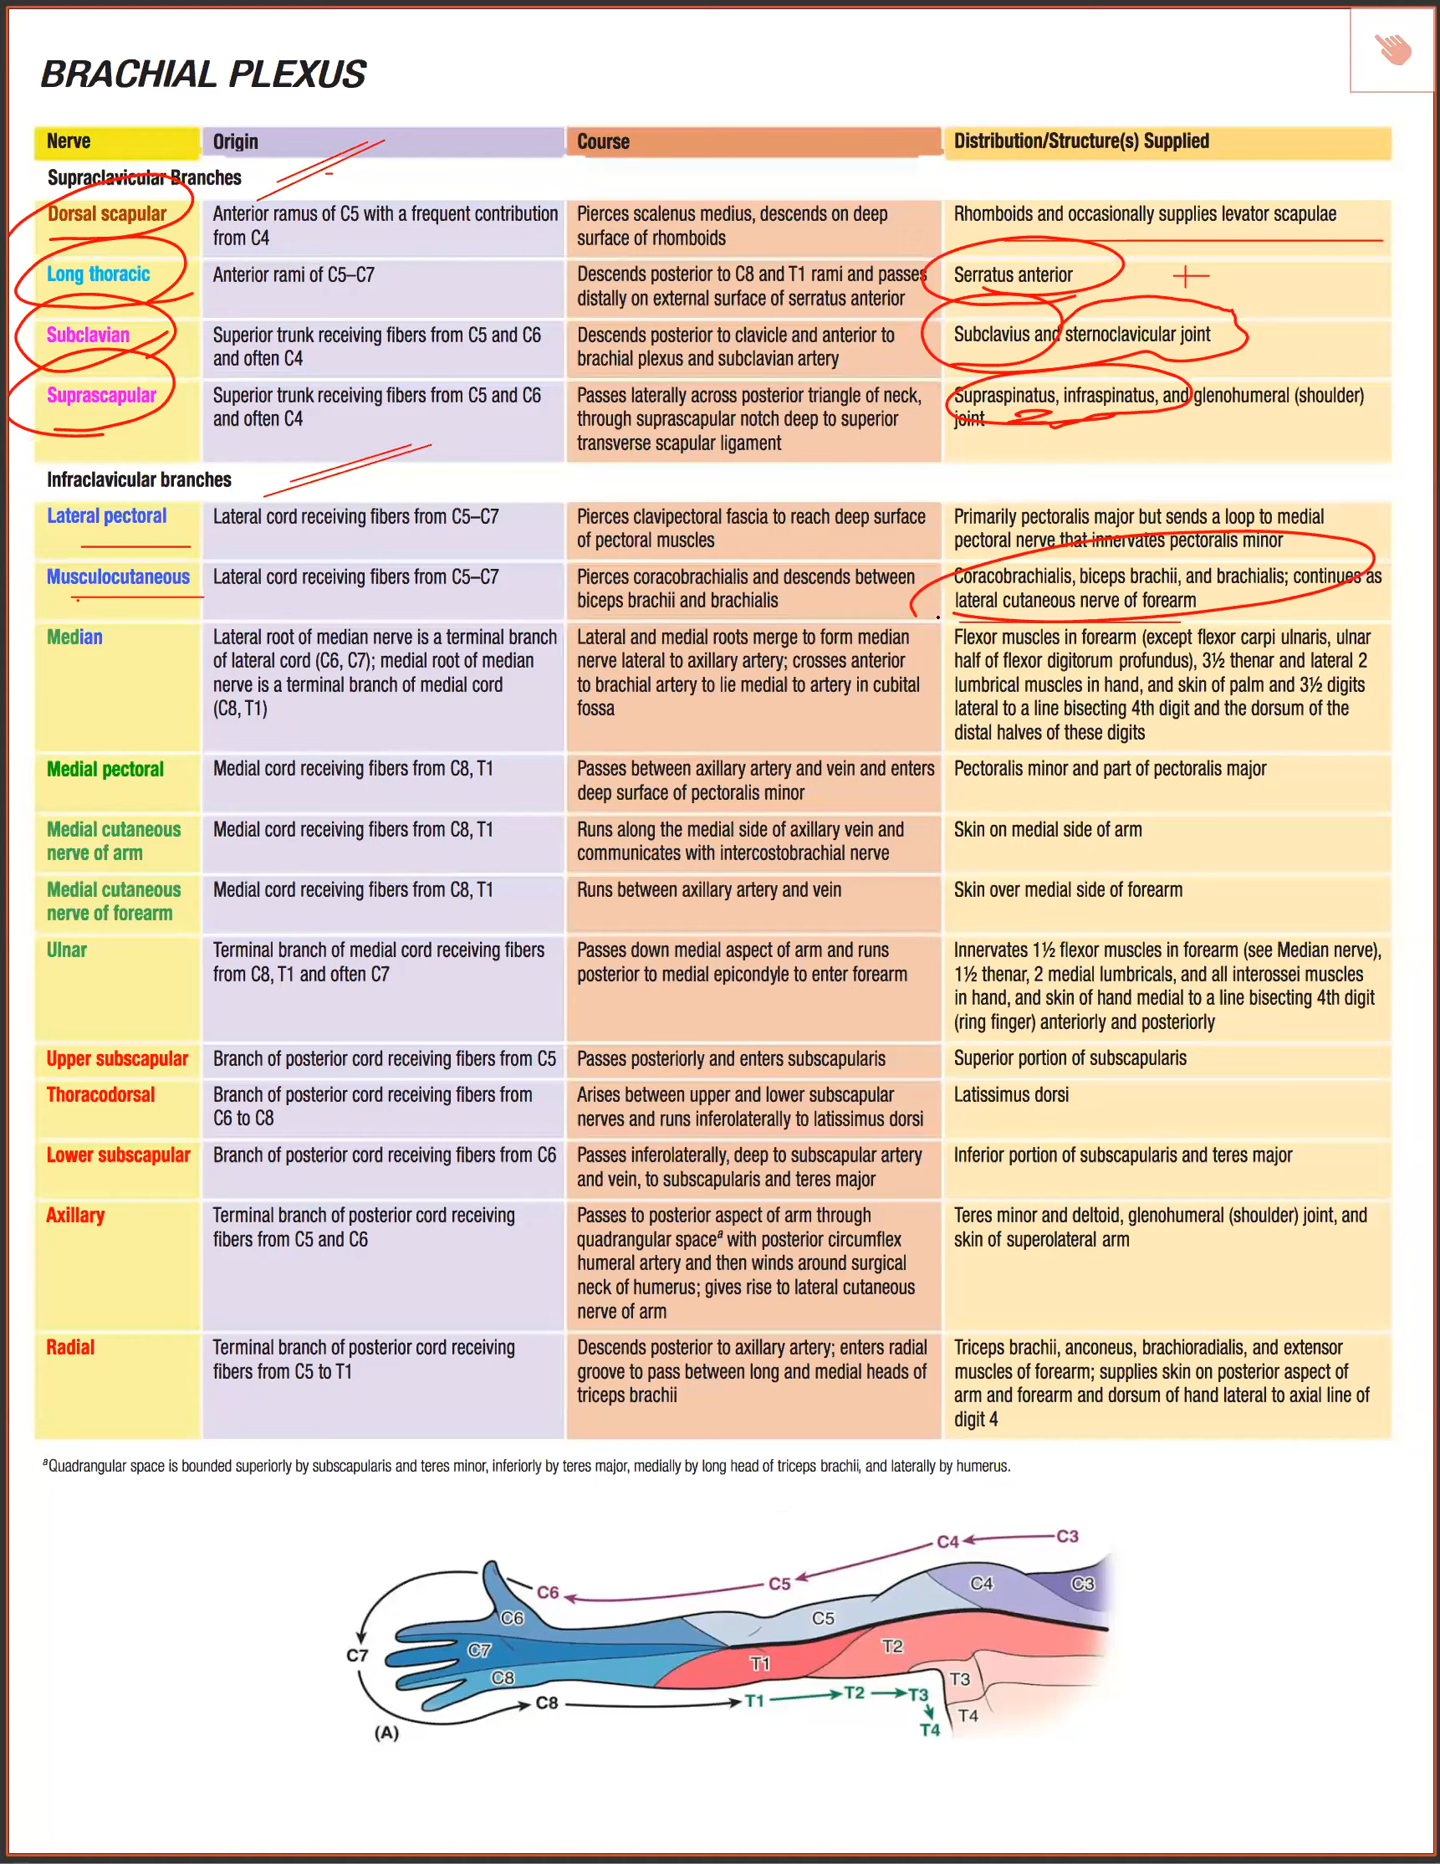 BRACHIAL PLEXUS
Nerve Origin Course Distribution/Structure(s) Supplied
Supraclavicular Branches
Dorsal scapular
Anterior ramus of C5 with a frequent contribution
from C4
Pierces scalenus medius, descends on deep
surface of rhomboids
Rhomboids and occasionally supplies levator scapulae
Long thoracic
Anterior rami of C5–C7
Descends posterior to C8 and T1 rami and passes
distally on external surface of serratus anterior
Serratus anterior
Subclavian
Superior trunk receiving fibers from C5 and C6
and often C4
Descends posterior to clavicle and anterior to
brachial plexus and subclavian artery
Subclavius and sternoclavicular joint
Suprascapular
Superior trunk receiving fibers from C5 and C6
and often C4
Passes laterally across posterior triangle of neck,
through suprascapular notch deep to superior
transverse scapular ligament
Supraspinatus, infraspinatus, and glenohumeral (shoulder)
joint
Infraclavicular branches
Lateral pectoral
Lateral cord receiving fibers from C5–C7
Pierces clavipectoral fascia to reach deep surface
of pectoral muscles
Primarily pectoralis major but sends a loop to medial
pectoral nerve that innervates pectoralis minor
Musculocutaneous
Lateral cord receiving fibers from C5–C7
Pierces coracobrachialis and descends between
biceps brachii and brachialis
Coracobrachialis, biceps brachii, and brachialis; continues as
lateral cutaneous nerve of forearm
Median
Lateral root of median nerve is a terminal branch
of lateral cord (C6, C7); medial root of median
nerve is a terminal branch of medial cord
(C8, T1)
Lateral and medial roots merge to form median
nerve lateral to axillary artery; crosses anterior
to brachial artery to lie medial to artery in cubital
fossa
Flexor muscles in forearm (except flexor carpi ulnaris, ulnar
half of flexor digitorum profundus), 3½ thenar and lateral 2
lumbrical muscles in hand, and skin of palm and 3½ digits
lateral to a line bisecting 4th digit and the dorsum of the
distal halves of these digits
Medial pectoral
Medial cord receiving fibers from C8, T1
Passes between axillary artery and vein and enters
deep surface of pectoralis minor
Pectoralis minor and part of pectoralis major
Medial cutaneous
nerve of arm
Medial cord receiving fibers from C8, T1
Runs along the medial side of axillary vein and
communicates with intercostobrachial nerve
Skin on medial side of arm
Medial cutaneous
nerve of forearm
Medial cord receiving fibers from C8, T1
Runs between axillary artery and vein
Skin over medial side of forearm
Ulnar
Terminal branch of medial cord receiving fibers
from C8, T1 and often C7
Passes down medial aspect of arm and runs
posterior to medial epicondyle to enter forearm
Innervates 1½ flexor muscles in forearm (see Median nerve),
1½ thenar, 2 medial lumbricals, and all interossei muscles
in hand, and skin of hand medial to a line bisecting 4th digit
(ring finger) anteriorly and posteriorly
Upper subscapular
Branch of posterior cord receiving fibers from C5
Passes posteriorly and enters subscapularis
Superior portion of subscapularis
Thoracodorsal
Branch of posterior cord receiving fibers from
C6 to C8
Arises between upper and lower subscapular
nerves and runs inferolaterally to latissimus dorsi
Latissimus dorsi
Lower subscapular
Branch of posterior cord receiving fibers from C6
Passes inferolaterally, deep to subscapular artery
and vein, to subscapularis and teres major
Inferior portion of subscapularis and teres major
Axillary
Terminal branch of posterior cord receiving
fibers from C5 and C6
Passes to posterior aspect of arm through
quadrangular spaceᵃ with posterior circumflex
humeral artery and then winds around surgical
neck of humerus; gives rise to lateral cutaneous
nerve of arm
Teres minor and deltoid, glenohumeral (shoulder) joint, and
skin of superolateral arm
Radial
Terminal branch of posterior cord receiving
fibers from C5 to T1
Descends posterior to axillary artery; enters radial
groove to pass between long and medial heads of
triceps brachii
Triceps brachii, anconeus, brachioradialis, and extensor
muscles of forearm; supplies skin on posterior aspect of
arm and forearm and dorsum of hand lateral to axial line of
digit 4
ᵃQuadrangular space is bounded superiorly by subscapularis and teres minor, inferiorly by teres major, medially by long head of triceps brachii, and laterally by humerus.
C4 C3
C6 C5 C4 C3
C6 C5
C7 C7 T1 T2
C8 T3
C8 T1 T2 T3
T4
(A) T4